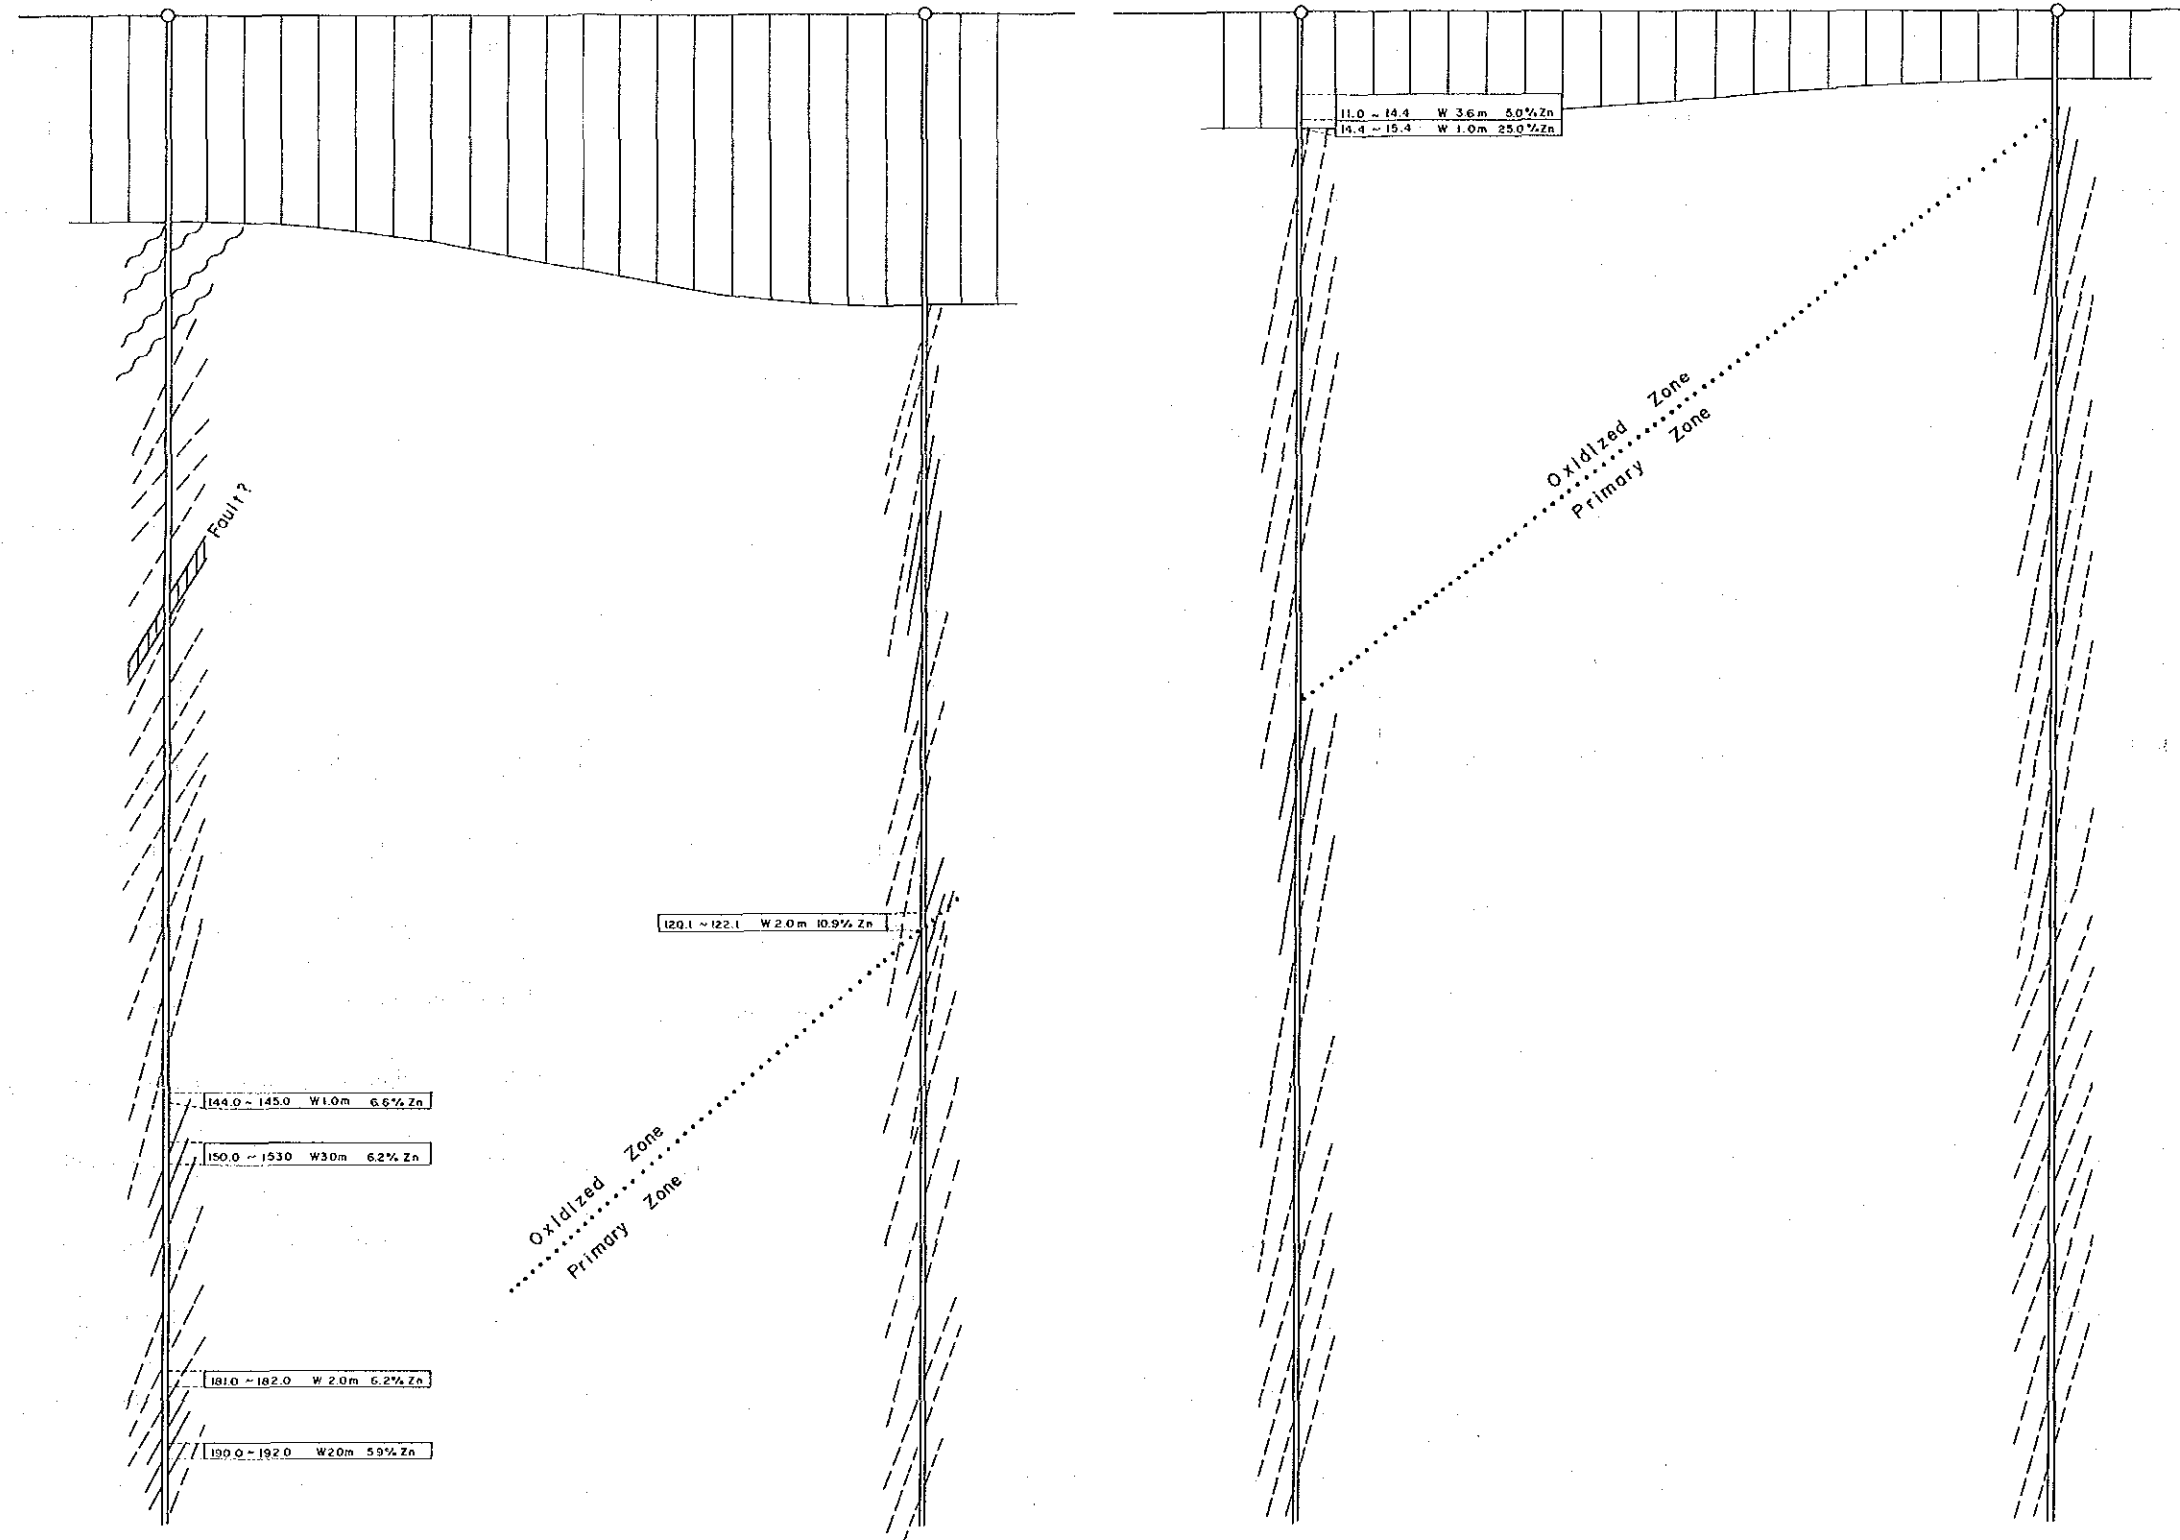 11.0 ~ 14.4 W 3.6m 5.0% Zn
14.4 ~ 15.4 W 1.0m 25.0% Zn
Oxidized Zone
Primary Zone
Fault?
120.1 ~ 122.1 W 2.0m 10.9% Zn
144.0 ~ 145.0 W 1.0m 6.6% Zn
150.0 ~ 153.0 W 3.0m 6.2% Zn
Oxidized Zone
Primary Zone
181.0 ~ 182.0 W 2.0m 6.2% Zn
190.0 ~ 192.0 W 2.0m 5.9% Zn